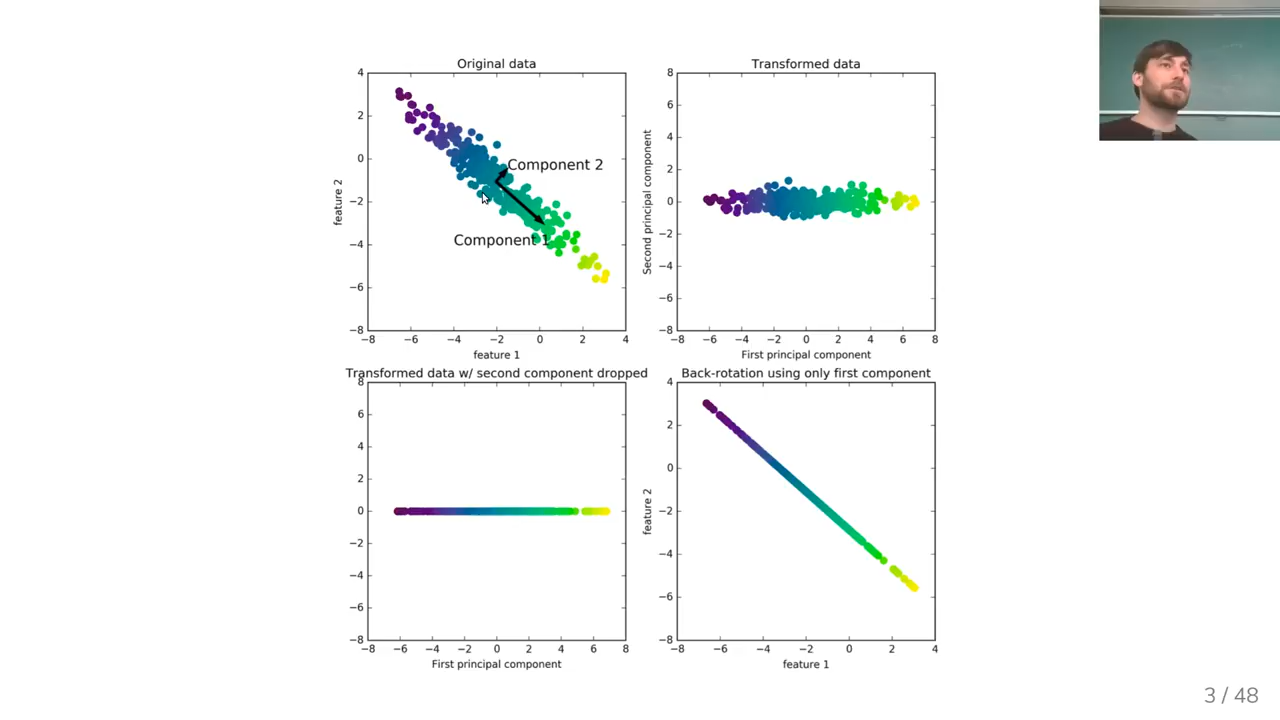 Original data
4
2
0
−2
−4
−6
−8
feature 2
Component 2
Component 1
−8 −6 −4 −2 0 2 4
feature 1
Transformed data
8
6
4
2
0
−2
−4
−6
−8
Second principal component
−8 −6 −4 −2 0 2 4 6 8
First principal component
Transformed data w/ second component dropped
8
6
4
2
0
−2
−4
−6
−8
−8 −6 −4 −2 0 2 4 6 8
First principal component
Back-rotation using only first component
4
2
0
−2
−4
−6
−8
feature 2
−8 −6 −4 −2 0 2 4
feature 1
3 / 48